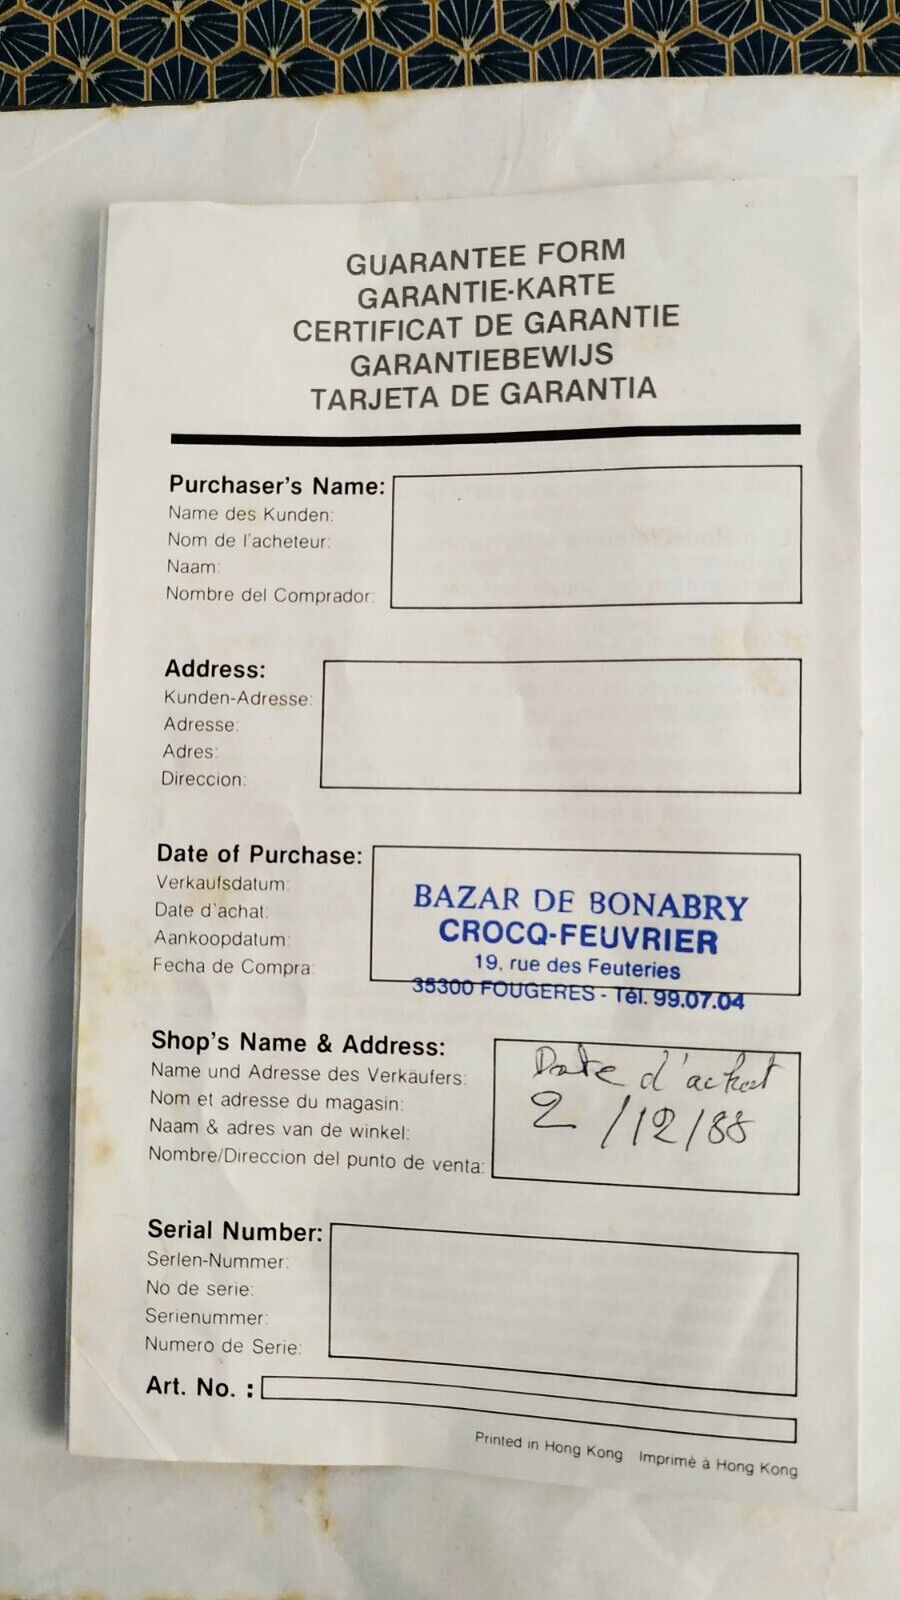 GUARANTEE FORM
GARANTIE-KARTE
CERTIFICAT DE GARANTIE
GARANTIEBEWIJS
TARJETA DE GARANTIA
Purchaser's Name:
Name des Kunden:
Nom de l'acheteur:
Naam:
Nombre del Comprador:
Address:
Kunden-Adresse:
Adresse:
Adres:
Direccion:
Date of Purchase:
Verkaufsdatum:
Date d'achat:
Aankoopdatum:
Fecha de Compra:
BAZAR DE BONABRY
CROCQ-FEUVRIER
19, rue des Feuteries
35300 FOUGERES - Tél. 99.07.04
Shop's Name & Address:
Name und Adresse des Verkäufers:
Nom et adresse du magasin:
Naam & adres van de winkel:
Nombre/Direccion del punto de venta:
Date d'achat
2/12/88
Serial Number:
Serien-Nummer:
No de serie:
Serienummer:
Numero de Serie:
Art. No. :
Printed in Hong Kong Imprimé à Hong Kong